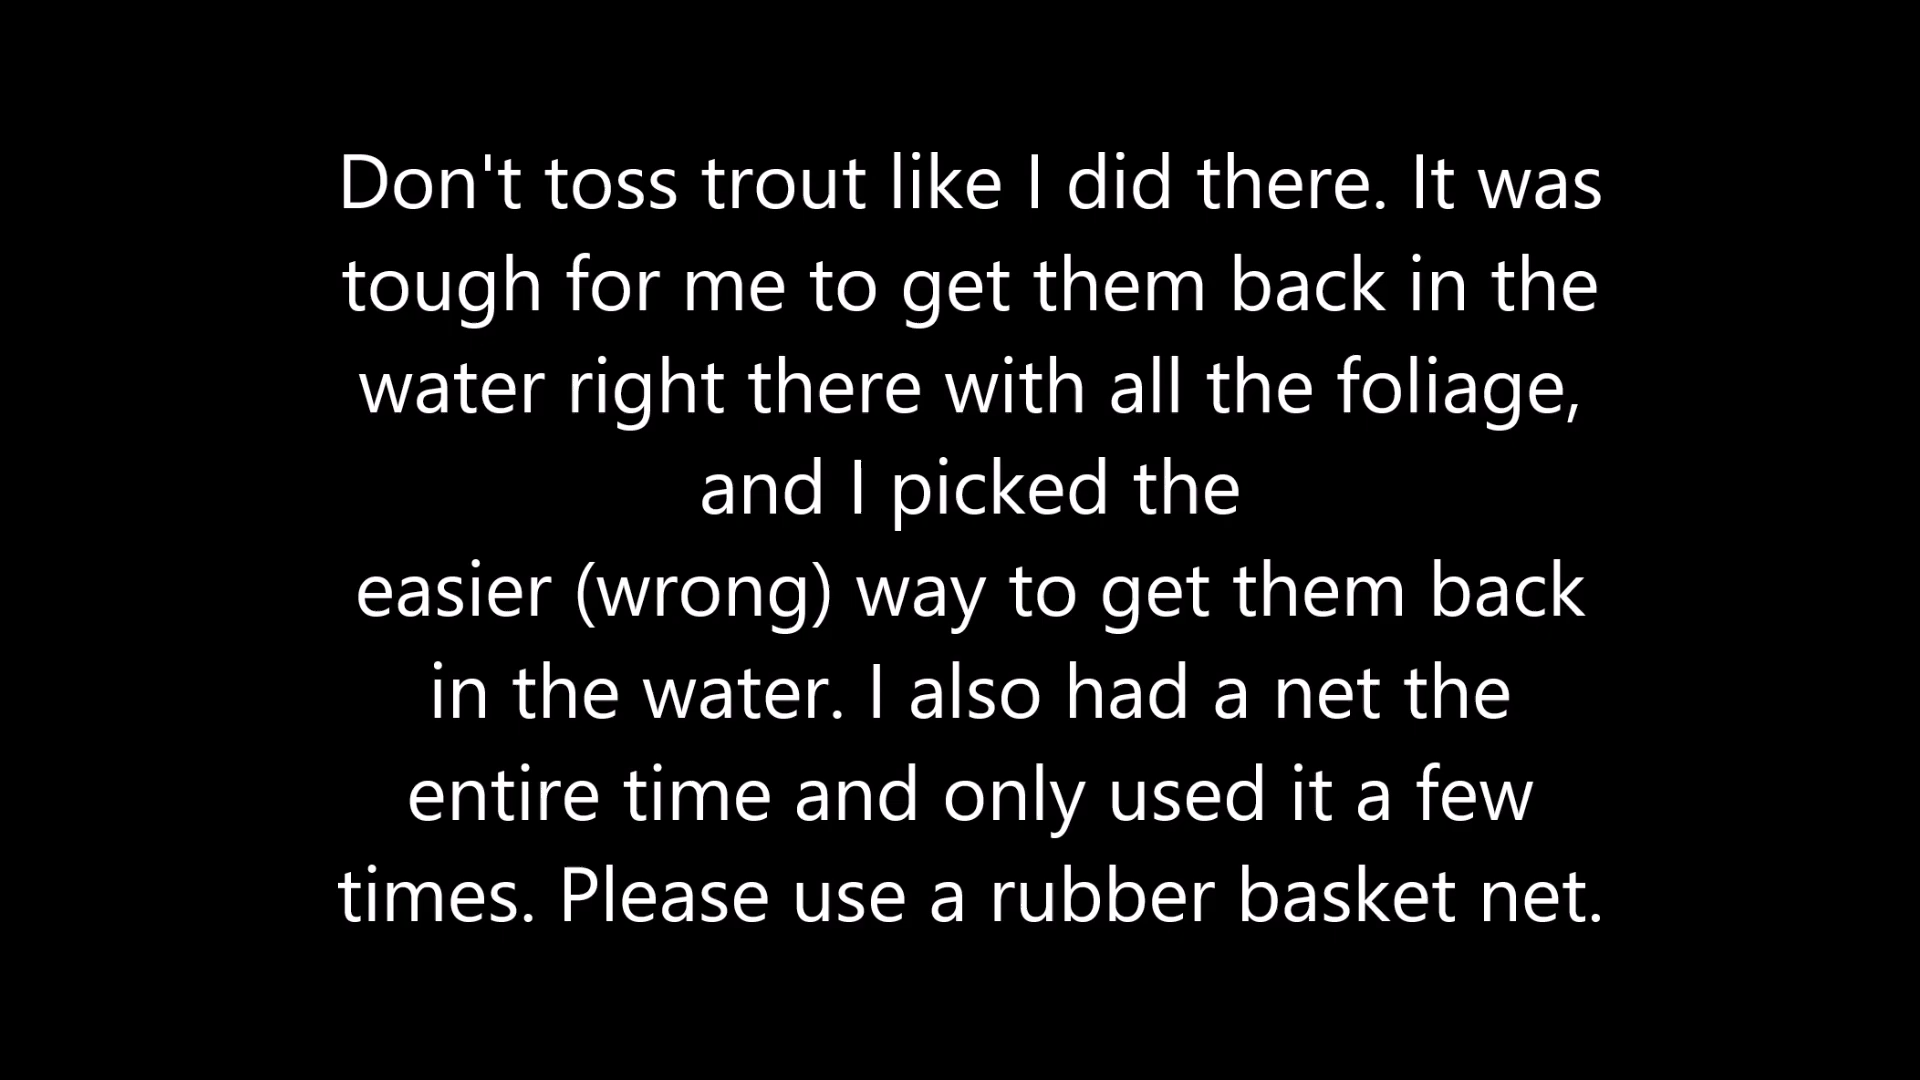 Don't toss trout like I did there. It was
tough for me to get them back in the
water right there with all the foliage,
and I picked the
easier (wrong) way to get them back
in the water. I also had a net the
entire time and only used it a few
times. Please use a rubber basket net.